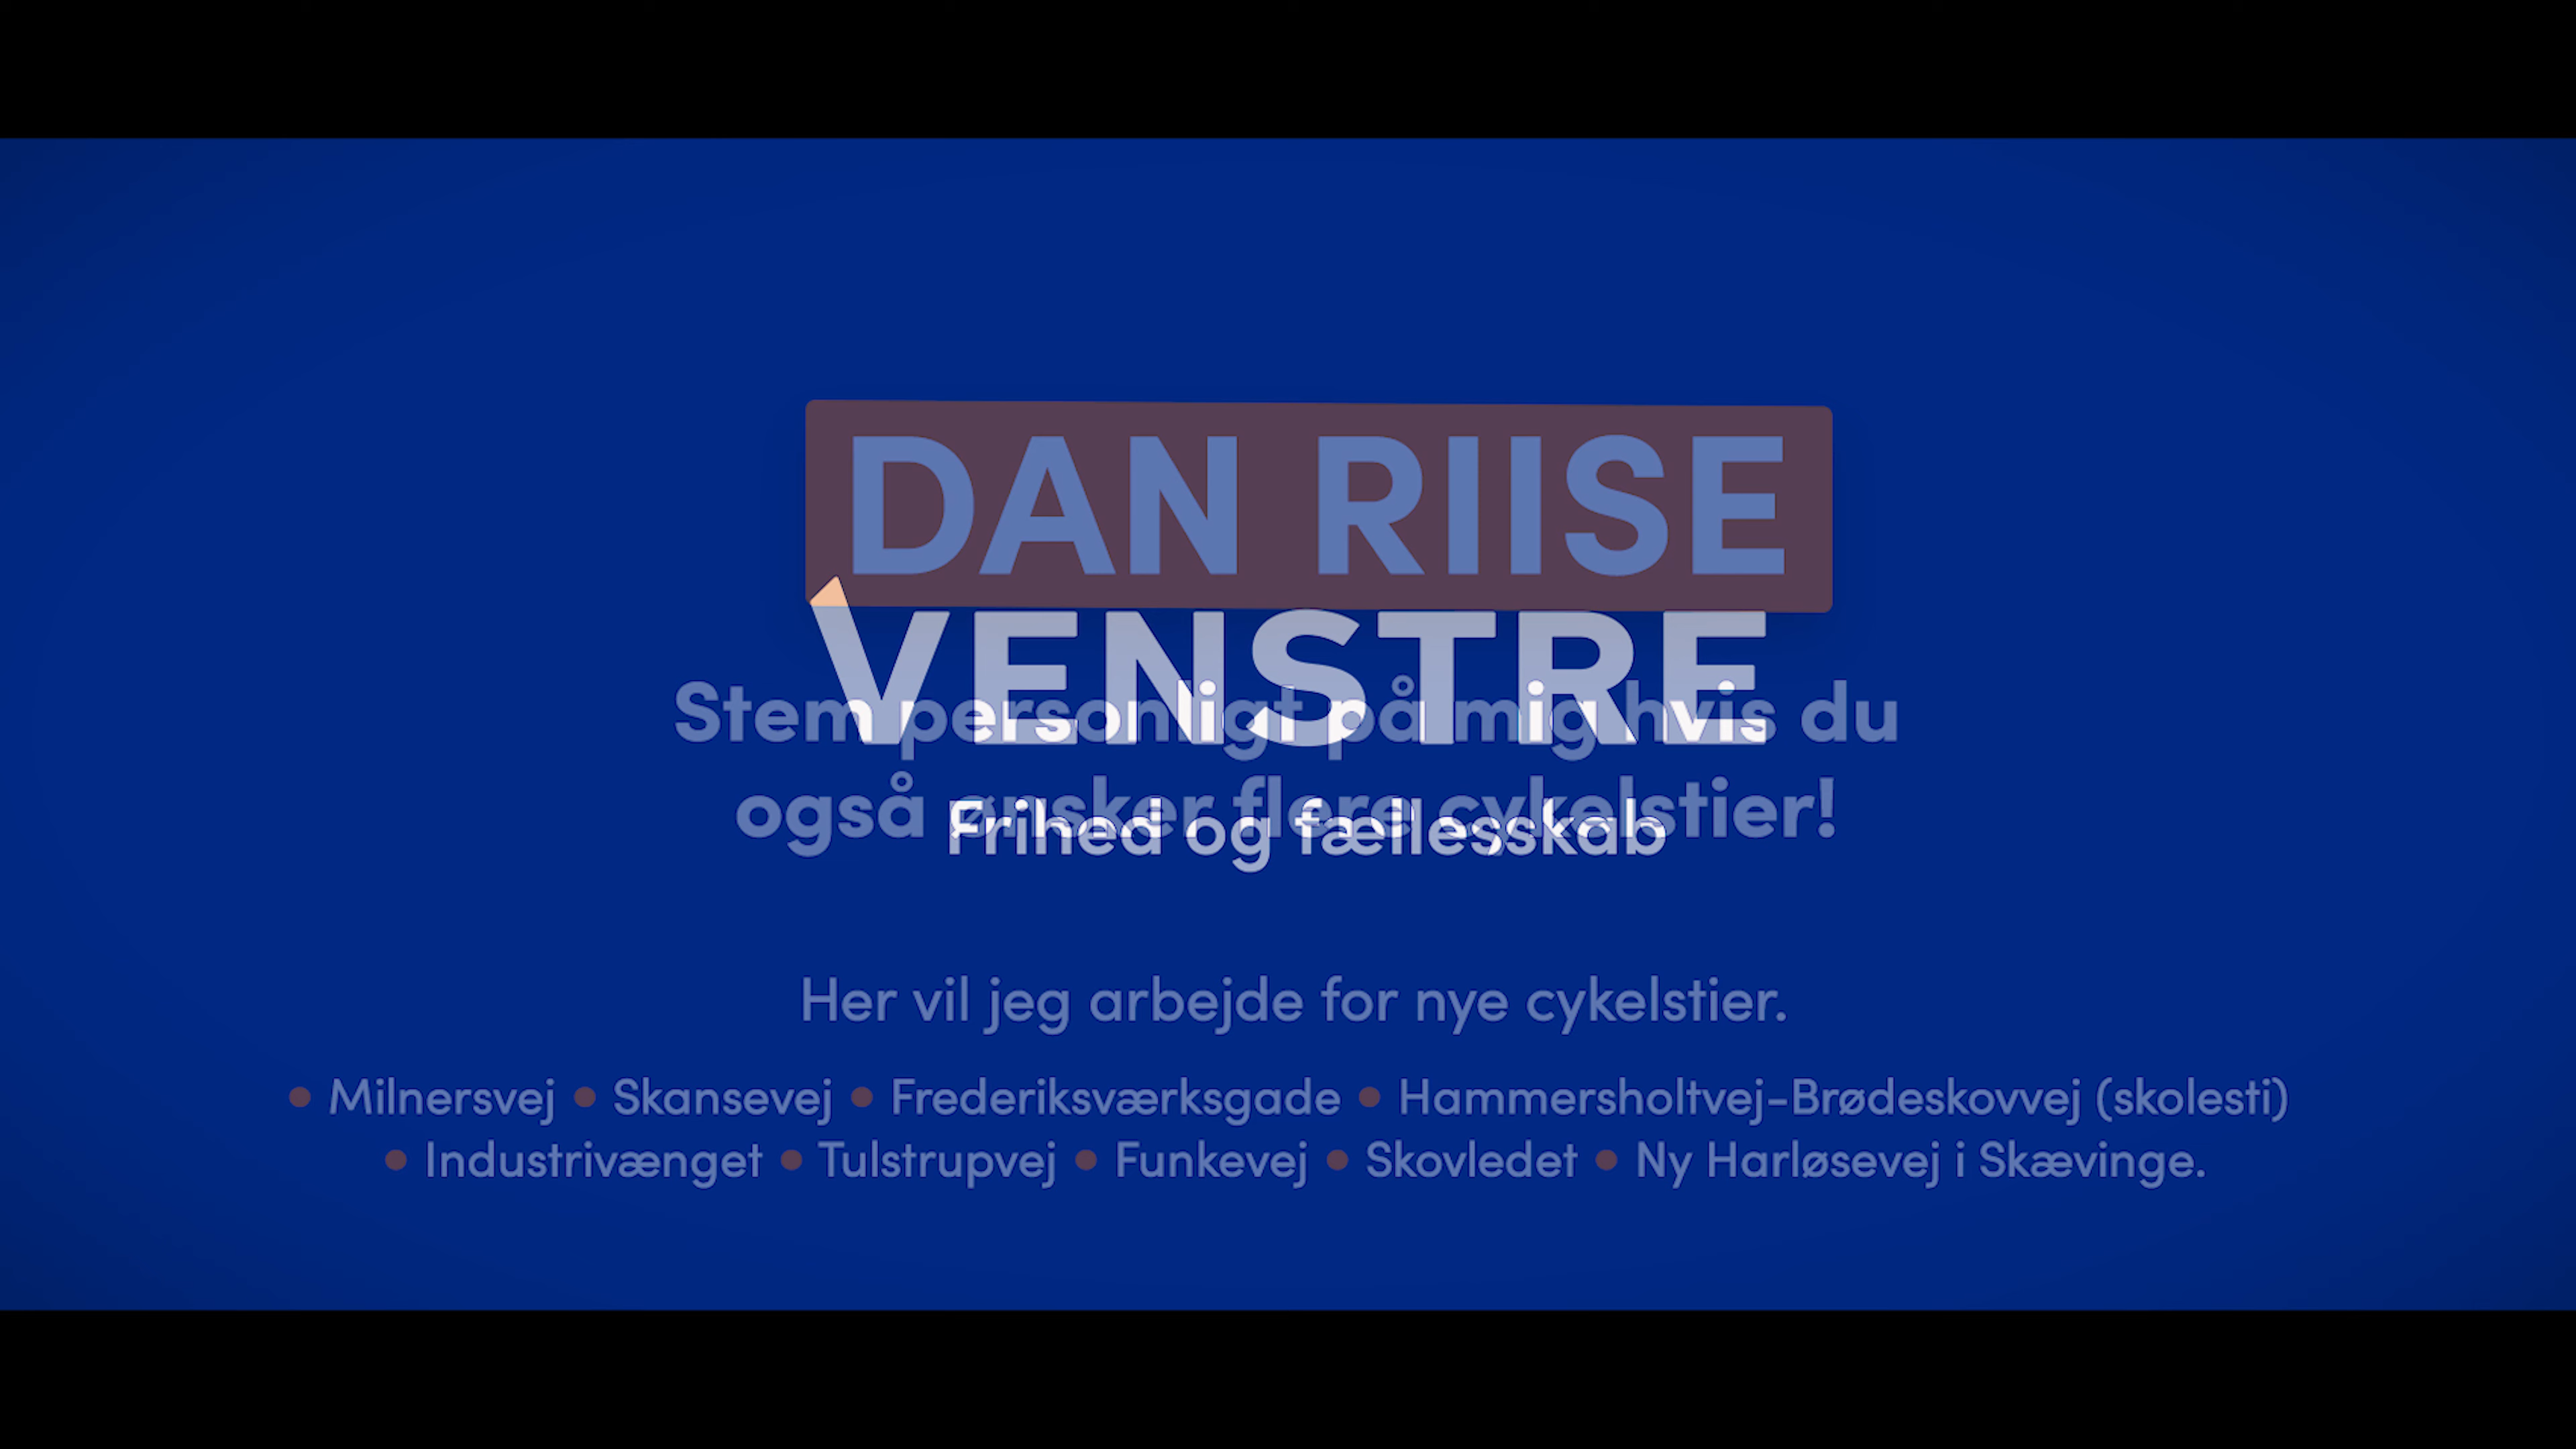 DAN RIISE
VENSTRE
Stem personligt på mig hvis du
også ønsker flere cykelstier!
Frihed og fællesskab
Her vil jeg arbejde for nye cykelstier.
• Milnersvej • Skansevej • Frederiksværksgade • Hammersholtvej-Brødeskovvej (skolesti)
• Industrivænget • Tulstrupvej • Funkevej • Skovledet • Ny Harløsevej i Skævinge.